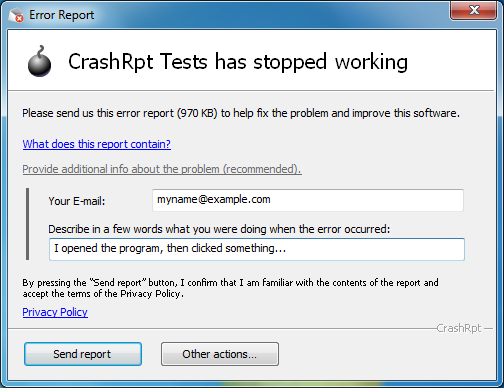 Error Report
CrashRpt Tests has stopped working
Please send us this error report (970 KB) to help fix the problem and improve this software.
What does this report contain?
Provide additional info about the problem (recommended).
Your E-mail: myname@example.com
Describe in a few words what you were doing when the error occurred:
I opened the program, then clicked something...
By pressing the "Send report" button, I confirm that I am familiar with the contents of the report and
accept the terms of the Privacy Policy.
Privacy Policy
CrashRpt
Send report Other actions...